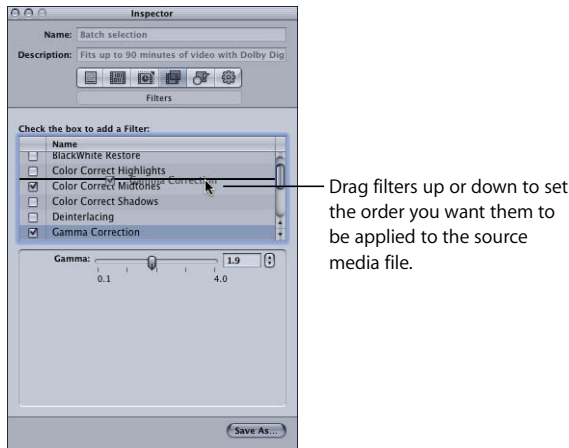 Inspector
Name: Batch selection
Description: Fits up to 90 minutes of video with Dolby Dig
Filters
Check the box to add a Filter:
Name
BlackWhite Restore
Color Correct Highlights
Gamma Correction
Color Correct Midtones
Color Correct Shadows
Deinterlacing
Gamma Correction
Gamma: 1.9
0.1 4.0
Save As...
Drag filters up or down to set
the order you want them to
be applied to the source
media file.